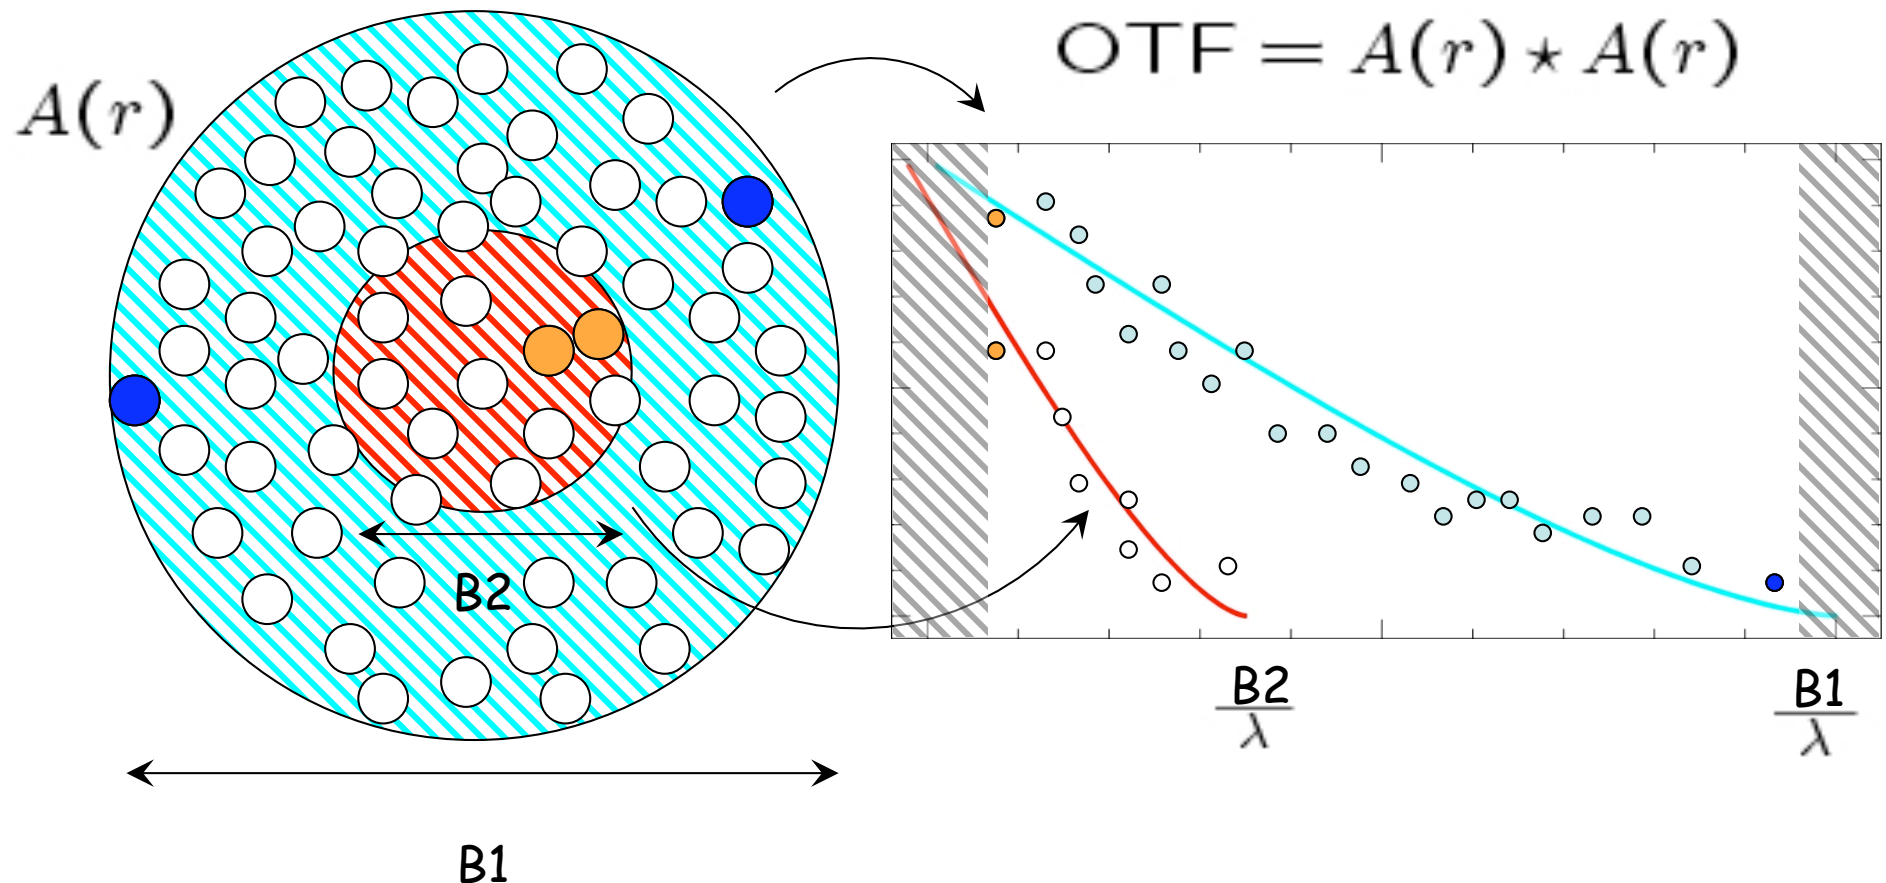 A(r)
OTF = A(r) ⋆ A(r)
B2
B2
λ
B1
λ
B1